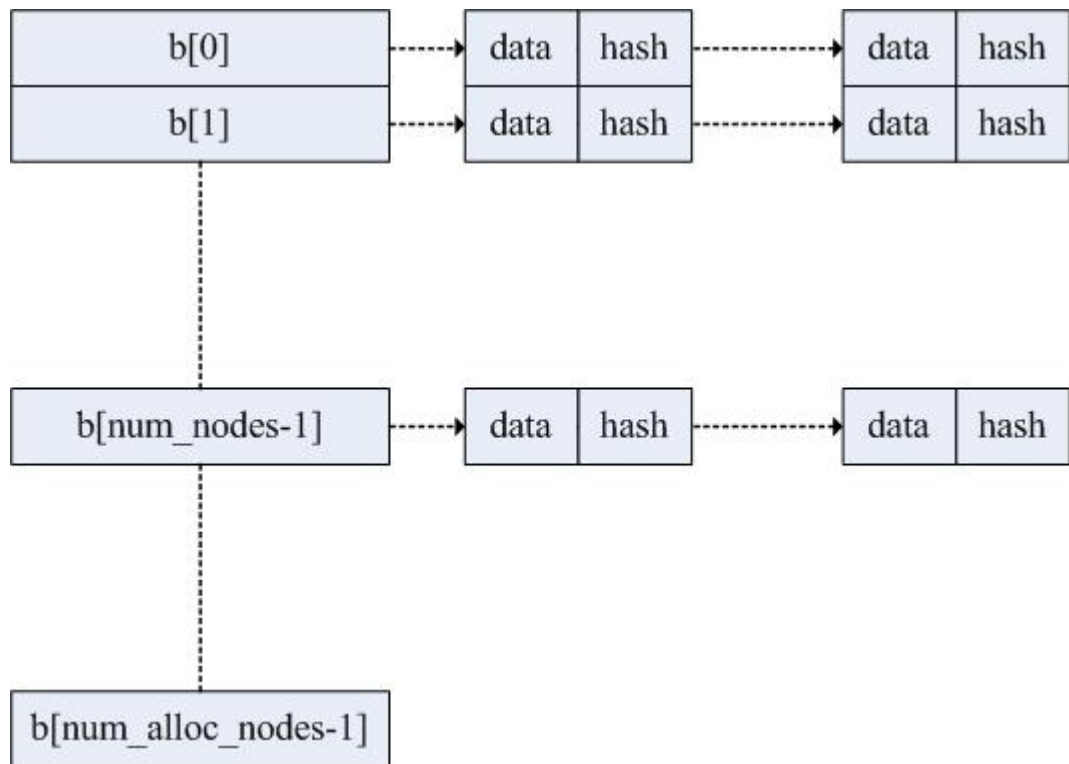 b[0] data hash data hash
b[1] data hash data hash
b[num_nodes-1] data hash data hash
b[num_alloc_nodes-1]